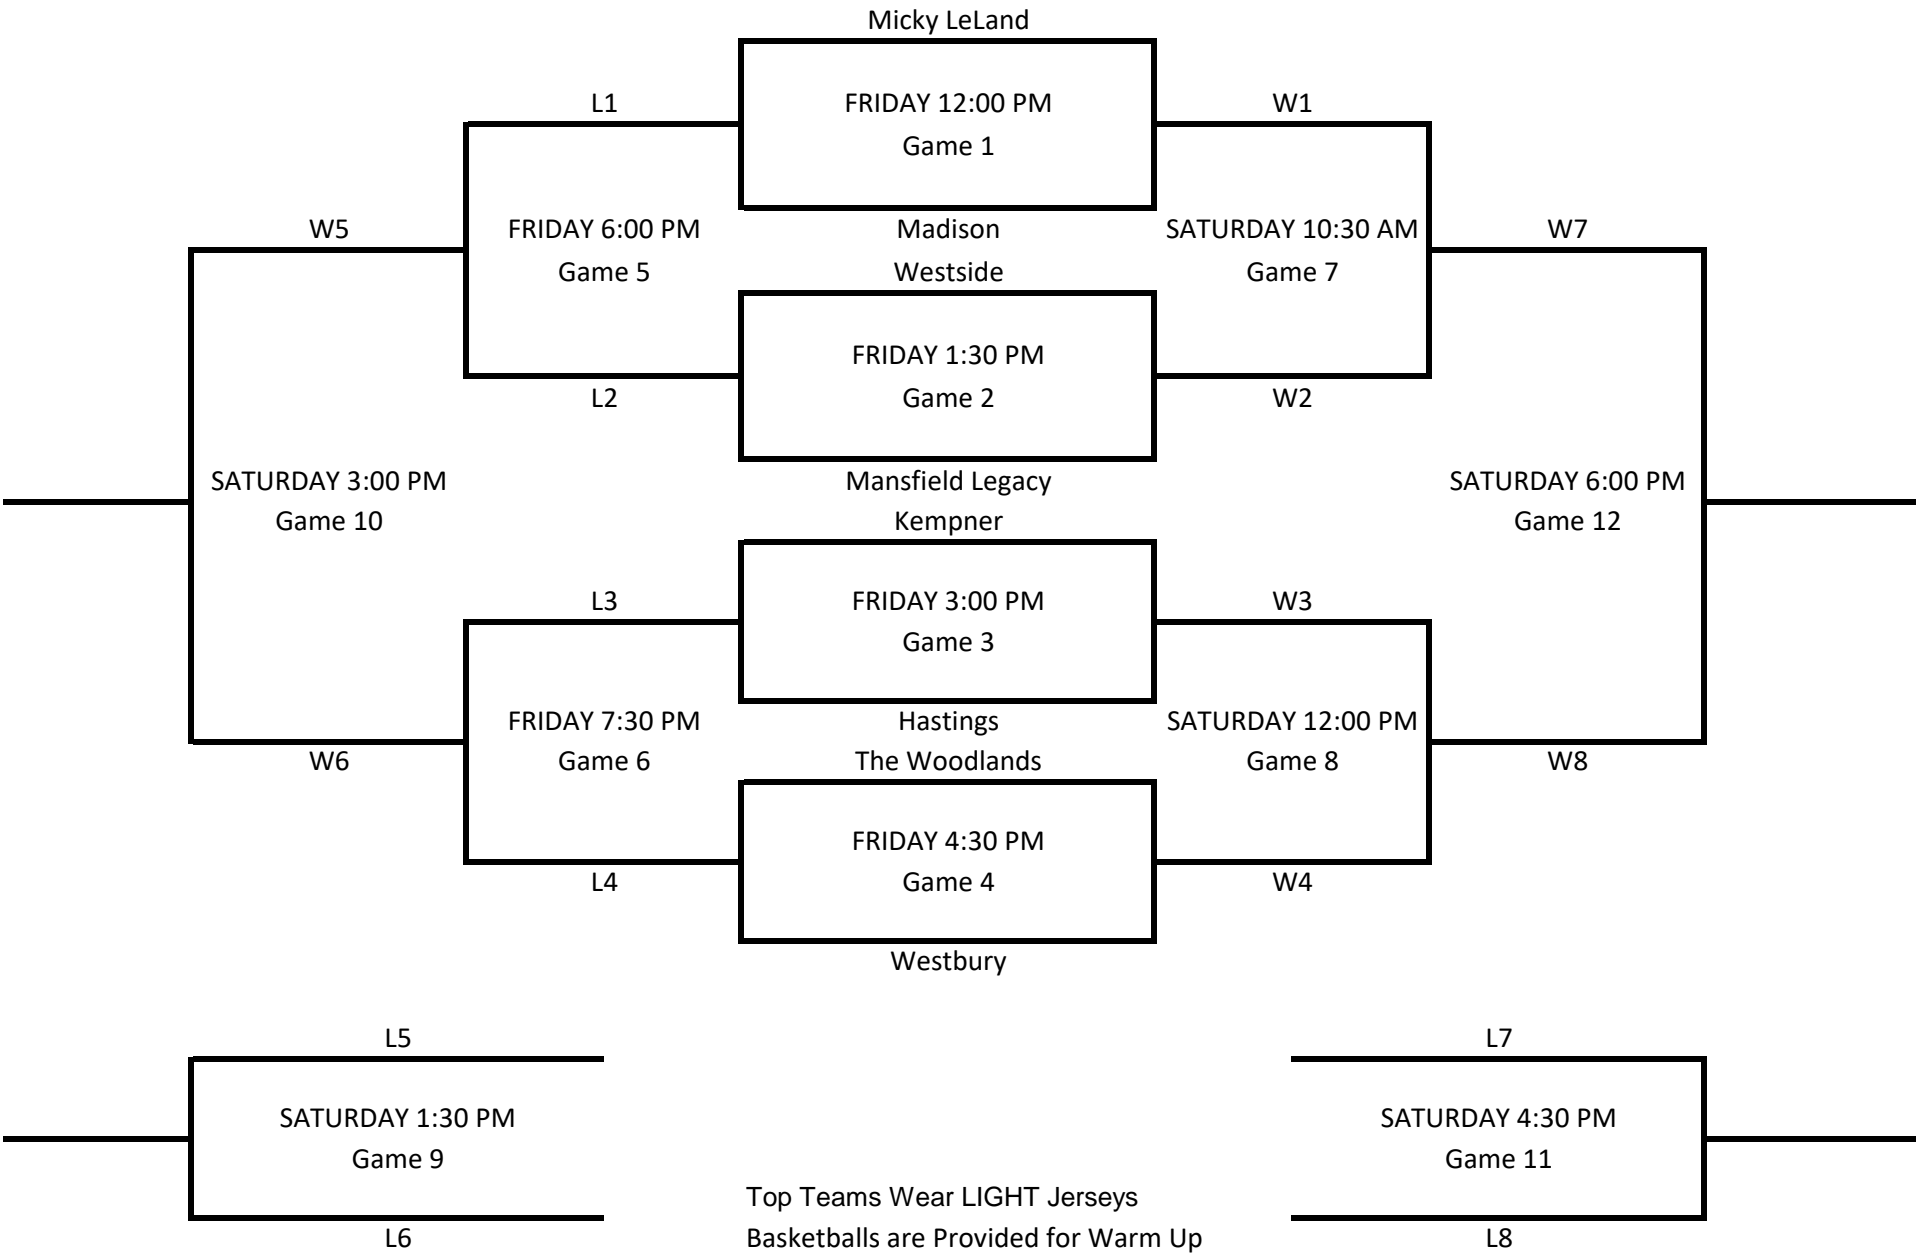 Micky LeLand
L1
FRIDAY 12:00 PM
W1
Game 1
W5
FRIDAY 6:00 PM
Madison
SATURDAY 10:30 AM
W7
Game 5
Westside
Game 7
FRIDAY 1:30 PM
L2
Game 2
W2
SATURDAY 3:00 PM
Mansfield Legacy
SATURDAY 6:00 PM
Game 10
Kempner
Game 12
L3
FRIDAY 3:00 PM
W3
Game 3
FRIDAY 7:30 PM
Hastings
SATURDAY 12:00 PM
W6
Game 6
The Woodlands
Game 8
W8
FRIDAY 4:30 PM
L4
Game 4
W4
Westbury
L5
L7
SATURDAY 1:30 PM
SATURDAY 4:30 PM
Game 9
Game 11
Top Teams Wear LIGHT Jerseys
L6
Basketballs are Provided for Warm Up
L8